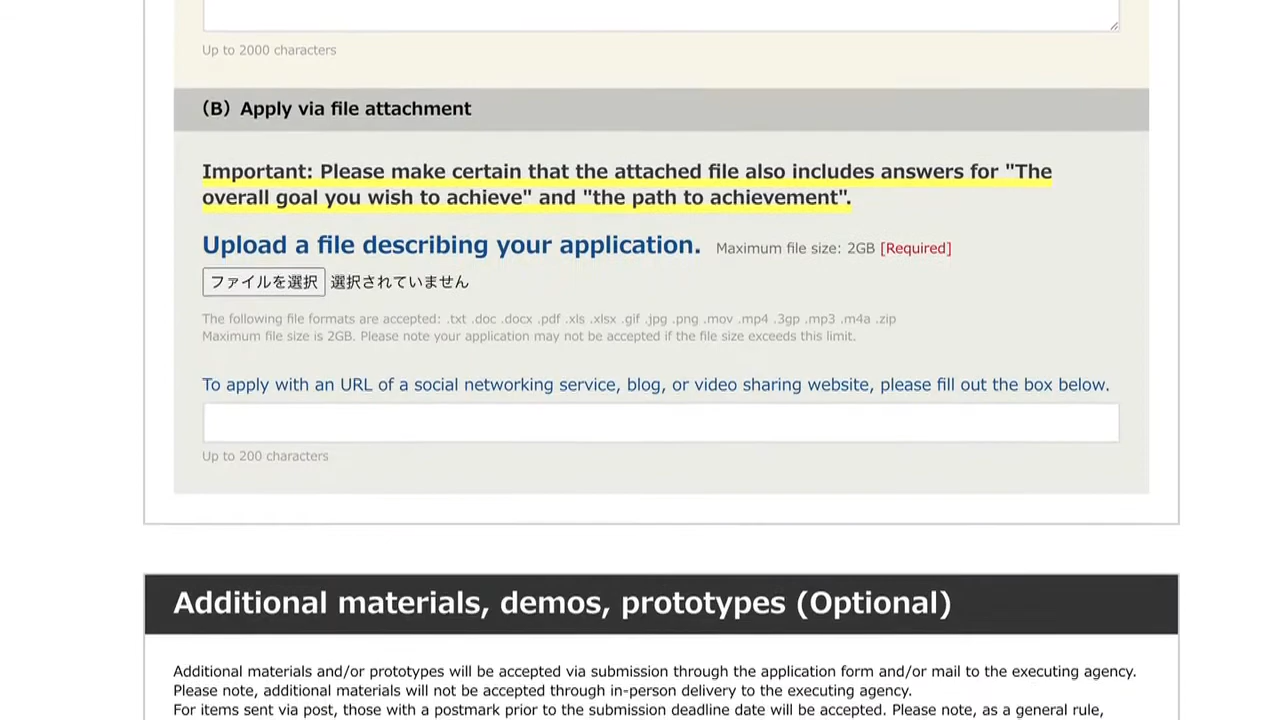 Up to 2000 characters
(B) Apply via file attachment
Important: Please make certain that the attached file also includes answers for "The
overall goal you wish to achieve" and "the path to achievement".
Upload a file describing your application. Maximum file size: 2GB [Required]
ファイルを選択 選択されていません
The following file formats are accepted: .txt .doc .docx .pdf .xls .xlsx .gif .jpg .png .mov .mp4 .3gp .mp3 .m4a .zip
Maximum file size is 2GB. Please note your application may not be accepted if the file size exceeds this limit.
To apply with an URL of a social networking service, blog, or video sharing website, please fill out the box below.
Up to 200 characters
Additional materials, demos, prototypes (Optional)
Additional materials and/or prototypes will be accepted via submission through the application form and/or mail to the executing agency.
Please note, additional materials will not be accepted through in-person delivery to the executing agency.
For items sent via post, those with a postmark prior to the submission deadline date will be accepted. Please note, as a general rule,